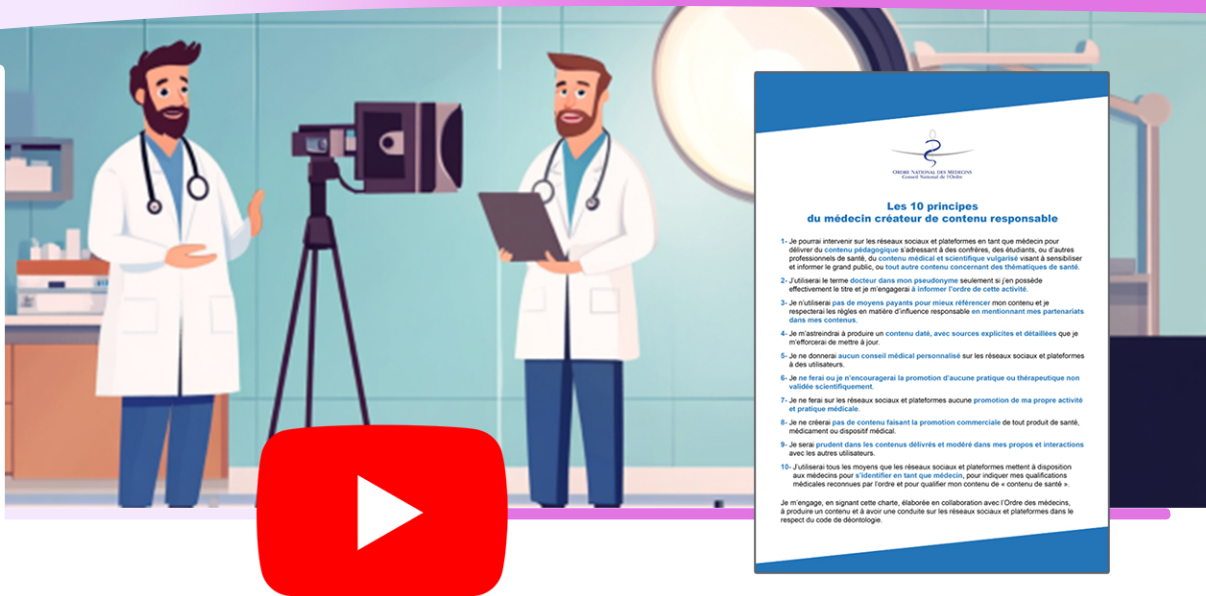 ORDRE NATIONAL DES MÉDECINS
Conseil National de l'Ordre
Les 10 principes
du médecin créateur de contenu responsable
1- Je pourrai intervenir sur les réseaux sociaux et plateformes en tant que médecin pour
délivrer du contenu pédagogique s'adressant à des confrères, des étudiants, ou d'autres
professionnels de santé, du contenu médical et scientifique vulgarisé visant à sensibiliser
et informer le grand public, ou tout autre contenu concernant des thématiques de santé.
2- J'utiliserai le terme docteur dans mon pseudonyme seulement si j'en possède
effectivement le titre et je m'engagerai à informer l'ordre de cette activité.
3- Je n'utiliserai pas de moyens payants pour mieux référencer mon contenu et je
respecterai les règles en matière d'influence responsable en mentionnant mes partenariats
dans mes contenus.
4- Je m'astreindrai à produire un contenu daté, avec sources explicites et détaillées que je
m'efforcerai de mettre à jour.
5- Je ne donnerai aucun conseil médical personnalisé sur les réseaux sociaux et plateformes
à des utilisateurs.
6- Je ne ferai ou je n'encouragerai la promotion d'aucune pratique ou thérapeutique non
validée scientifiquement.
7- Je ne ferai sur les réseaux sociaux et plateformes aucune promotion de ma propre activité
et pratique médicale.
8- Je ne créerai pas de contenu faisant la promotion commerciale de tout produit de santé,
médicament ou dispositif médical.
9- Je serai prudent dans les contenus délivrés et modéré dans mes propos et interactions
avec les autres utilisateurs.
10- J'utiliserai tous les moyens que les réseaux sociaux et plateformes mettent à disposition
aux médecins pour s'identifier en tant que médecin, pour indiquer mes qualifications
médicales reconnues par l'ordre et pour qualifier mon contenu de « contenu de santé ».
Je m'engage, en signant cette charte, élaborée en collaboration avec l'Ordre des médecins,
à produire un contenu et à avoir une conduite sur les réseaux sociaux et plateformes dans le
respect du code de déontologie.